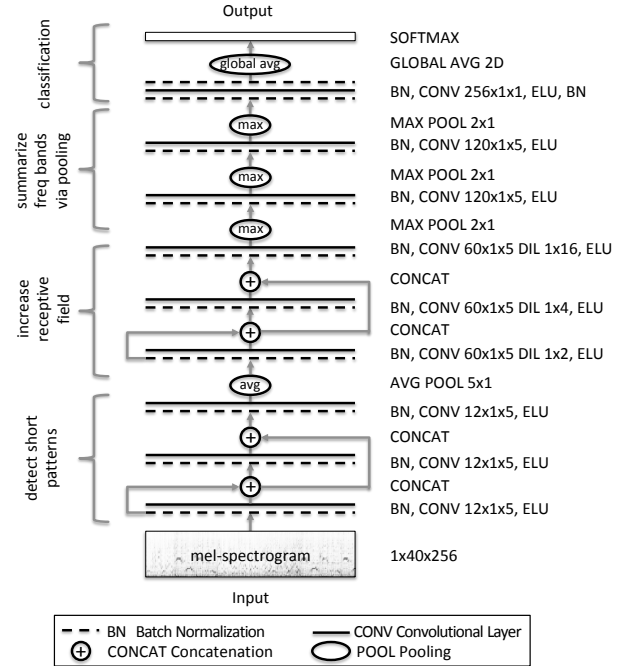 Output
SOFTMAX
global avg
GLOBAL AVG 2D
classification
BN, CONV 256x1x1, ELU, BN
max
MAX POOL 2x1
BN, CONV 120x1x5, ELU
summarize
freq bands
via pooling
max
MAX POOL 2x1
BN, CONV 120x1x5, ELU
max
MAX POOL 2x1
BN, CONV 60x1x5 DIL 1x16, ELU
+
CONCAT
increase
receptive
field
BN, CONV 60x1x5 DIL 1x4, ELU
+
CONCAT
BN, CONV 60x1x5 DIL 1x2, ELU
avg
AVG POOL 5x1
BN, CONV 12x1x5, ELU
+
CONCAT
detect short
patterns
BN, CONV 12x1x5, ELU
+
CONCAT
BN, CONV 12x1x5, ELU
mel-spectrogram
1x40x256
Input
BN Batch Normalization
CONV Convolutional Layer
+ CONCAT Concatenation
POOL Pooling